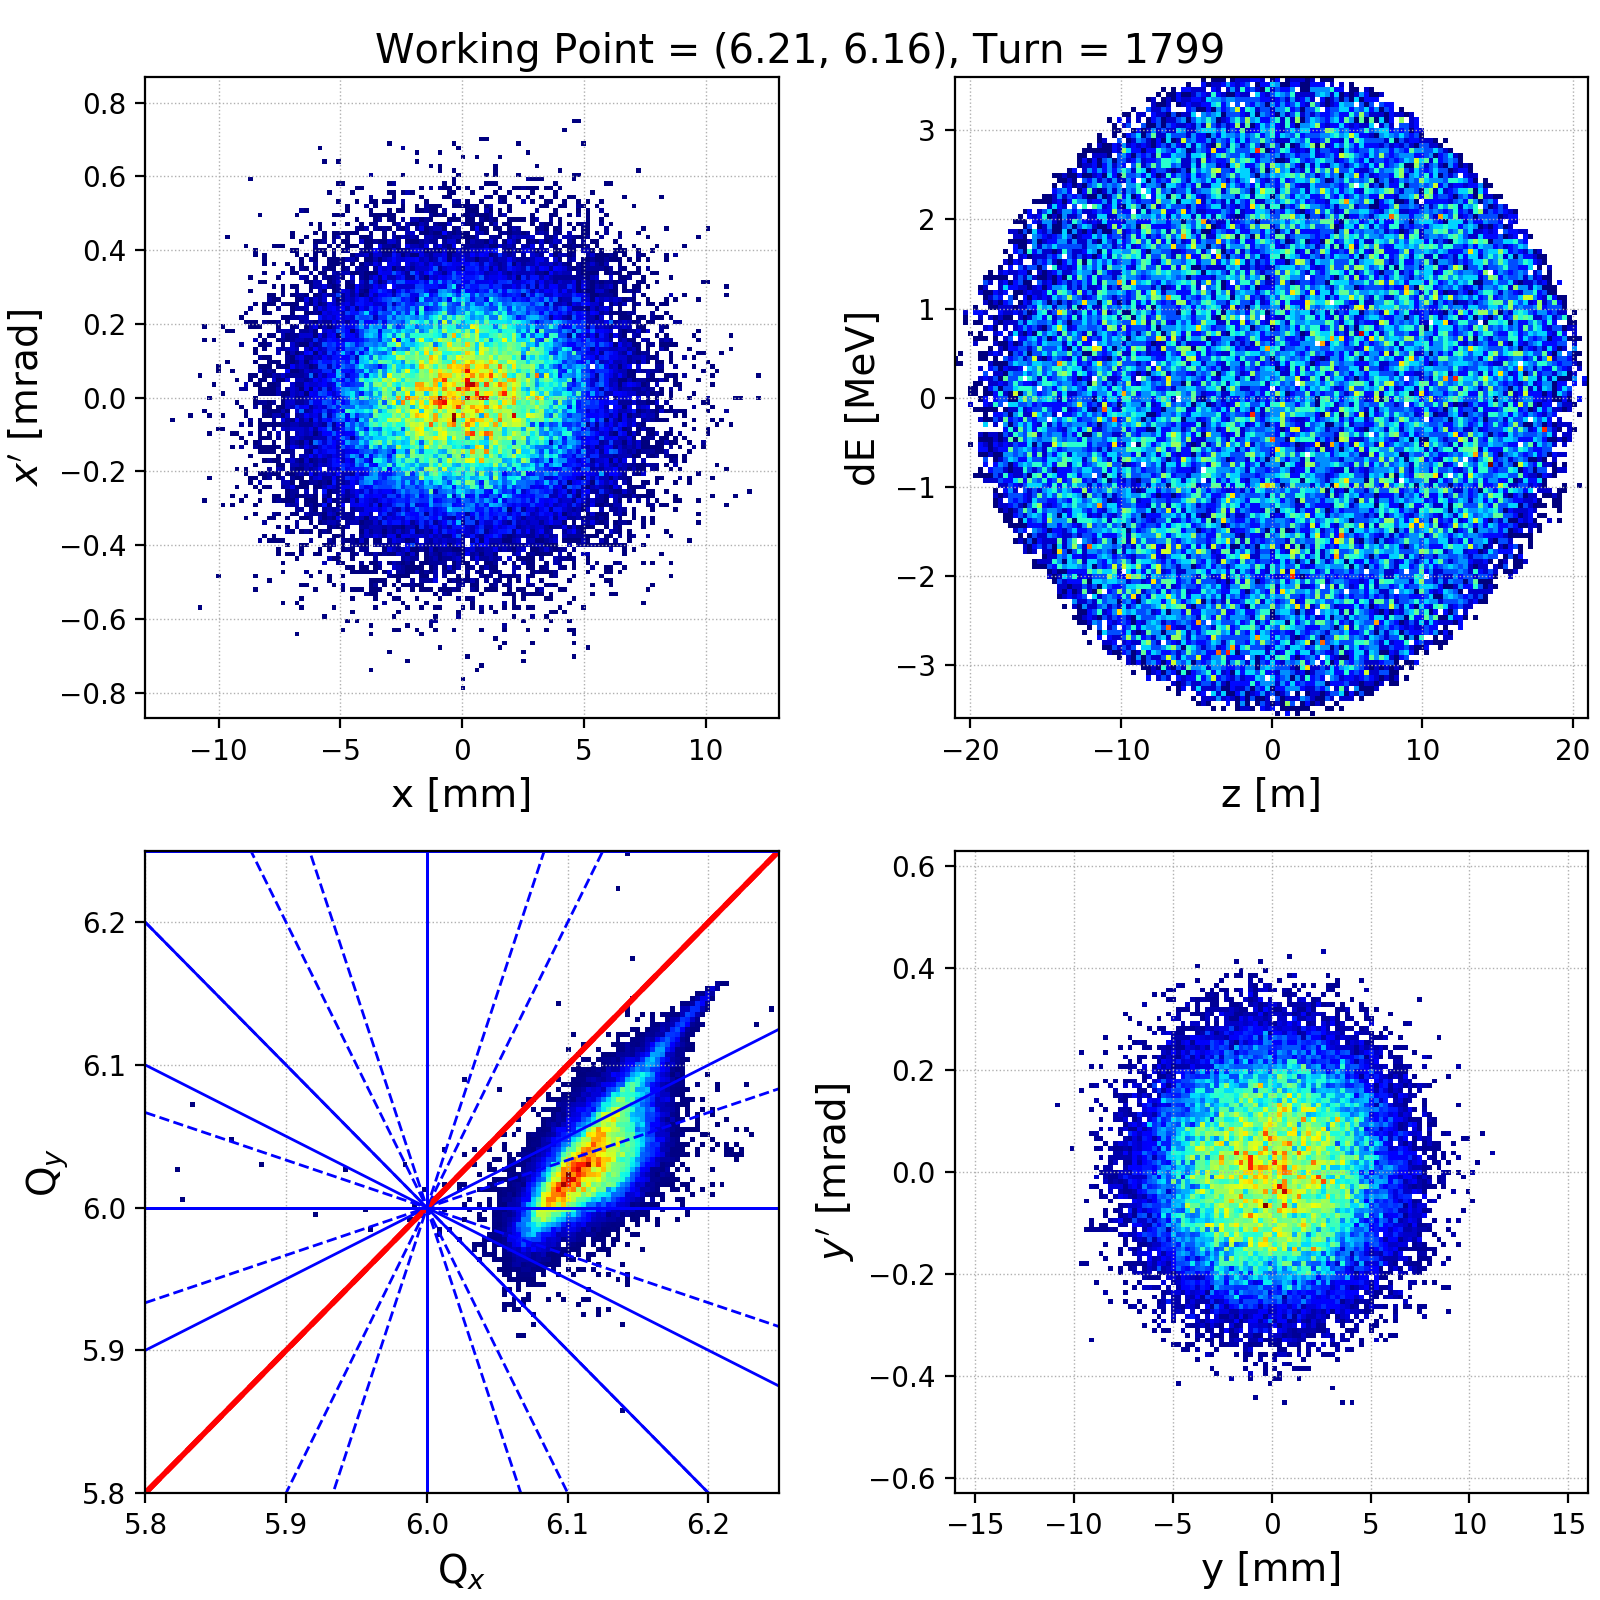 Working Point = (6.21, 6.16), Turn = 1799
0.8
0.6
0.4
0.2
0.0
−0.2
−0.4
−0.6
−0.8
x′ [mrad]
−10 −5 0 5 10
x [mm]
3
2
1
0
−1
−2
−3
dE [MeV]
−20 −10 0 10 20
z [m]
6.2
6.1
6.0
5.9
5.8
Qy
5.8 5.9 6.0 6.1 6.2
Qx
0.6
0.4
0.2
0.0
−0.2
−0.4
−0.6
y′ [mrad]
−15 −10 −5 0 5 10 15
y [mm]